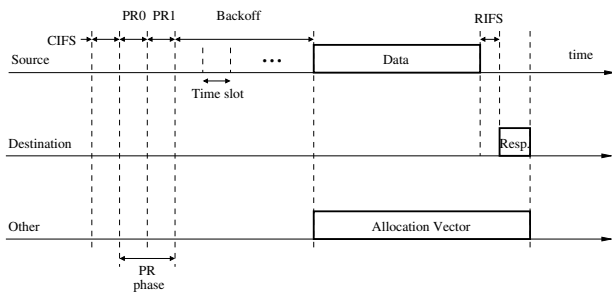 PR0 PR1 Backoff RIFS
CIFS
Source Data time
Time slot
Destination Resp.
Other Allocation Vector
PR
phase